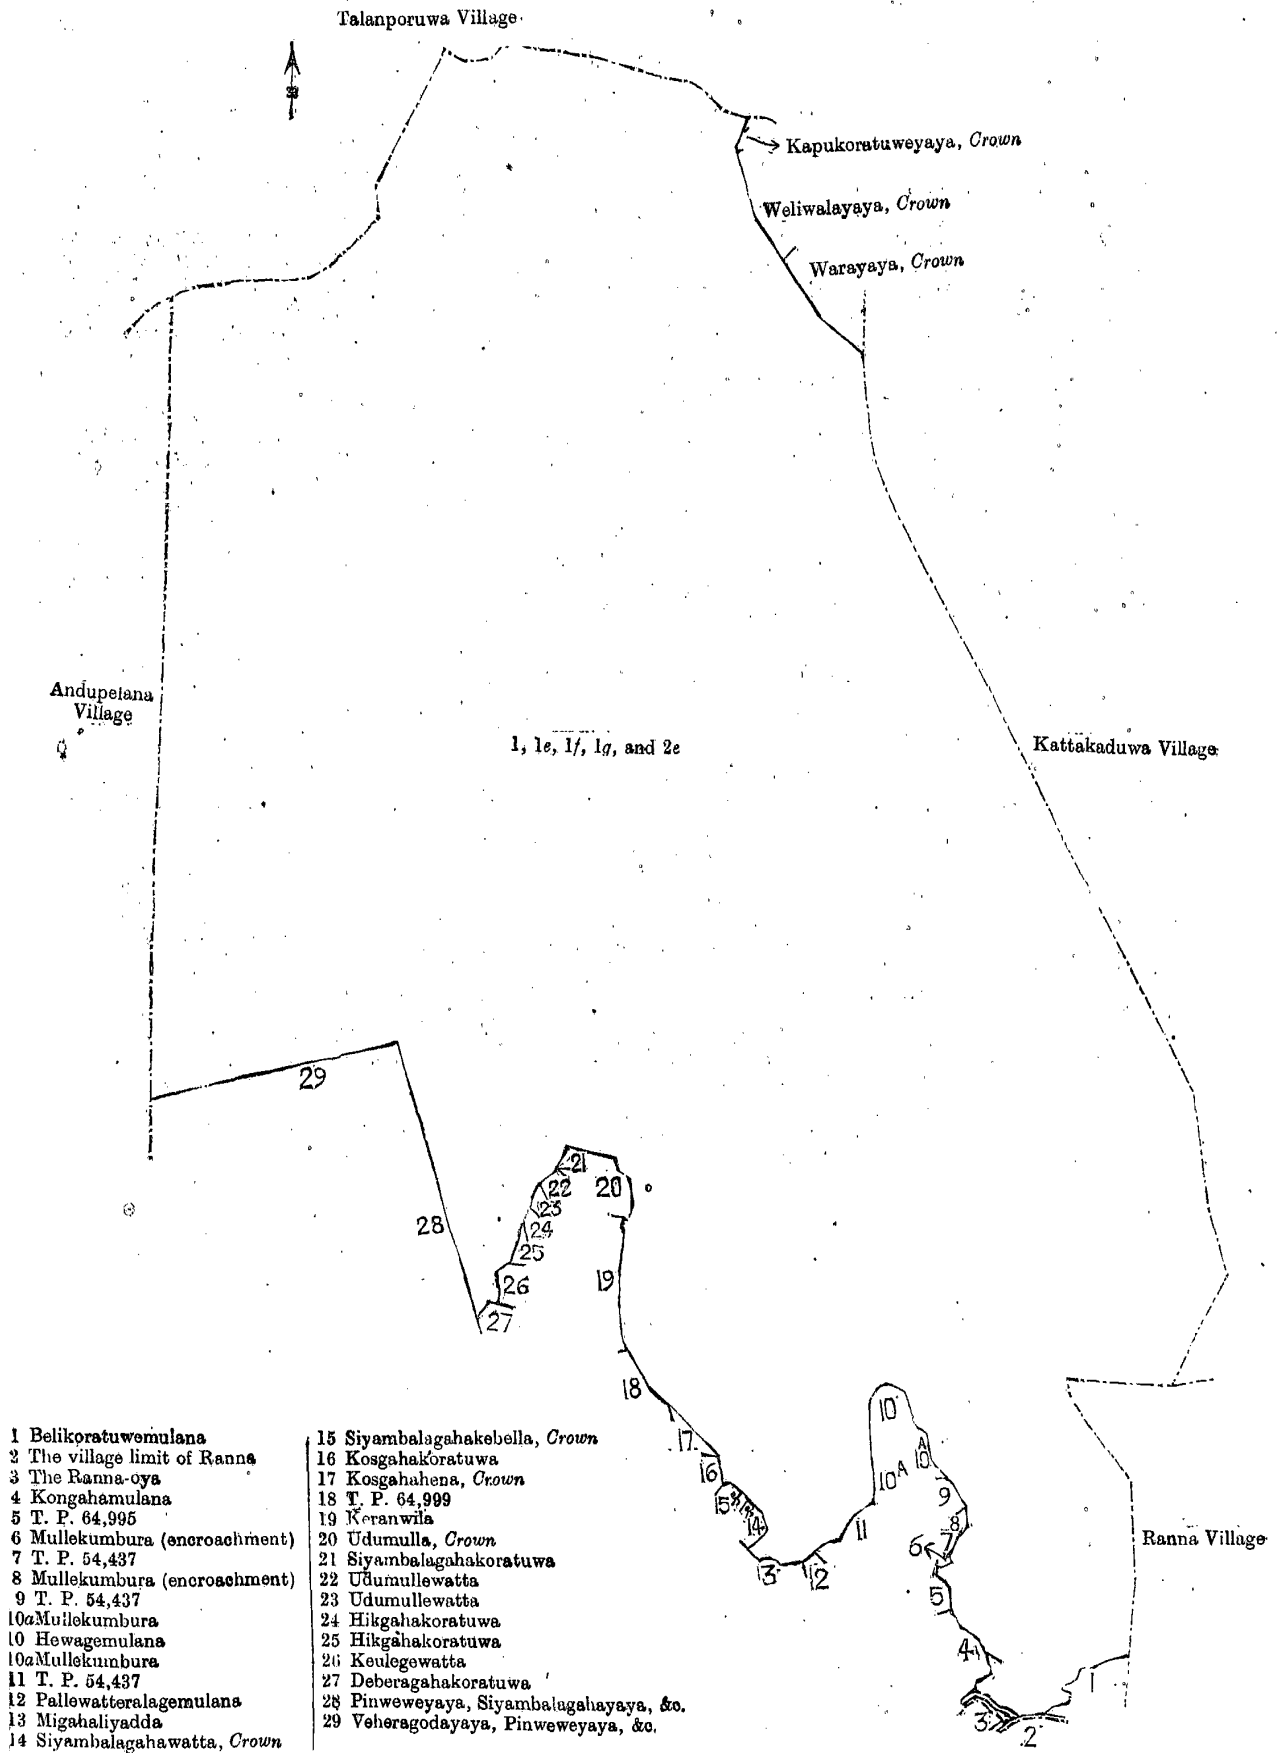 Talanporuwa Village
Kapukoratuweyaya, Crown
Weliwalayaya, Crown
Warayaya, Crown
Andupelana
Village
1, 1e, 1f, 1g, and 2e
Kattakaduwa Village
29
28
21
22
20
23
24
25
26
19
27
18
10
17
A
10
16
10A
15
9
14
8
11
6
7
13
12
5
4
1
3
2
Ranna Village
1 Belikoratuwemulana
2 The village limit of Ranna
3 The Ranna-oya
4 Kongahamulana
5 T. P. 64,995
6 Mullekumbura (encroachment)
7 T. P. 54,437
8 Mullekumbura (encroachment)
9 T. P. 54,437
10a Mullekumbura
10 Hewagemulana
10a Mullekumbura
11 T. P. 54,437
12 Pallewatteralagemulana
13 Migahaliyadda
14 Siyambalagahawatta, Crown
15 Siyambalagahakebella, Crown
16 Kosgahakoratuwa
17 Kosgahahena, Crown
18 T. P. 64,999
19 Keranwila
20 Udumulla, Crown
21 Siyambalagahakoratuwa
22 Udumullewatta
23 Udumullewatta
24 Hikgahakoratuwa
25 Hikgahakoratuwa
26 Keulegewatta
27 Deberagahakoratuwa
28 Pinweweyaya, Siyambalagahayaya, &c.
29 Veheragodayaya, Pinweweyaya, &c.